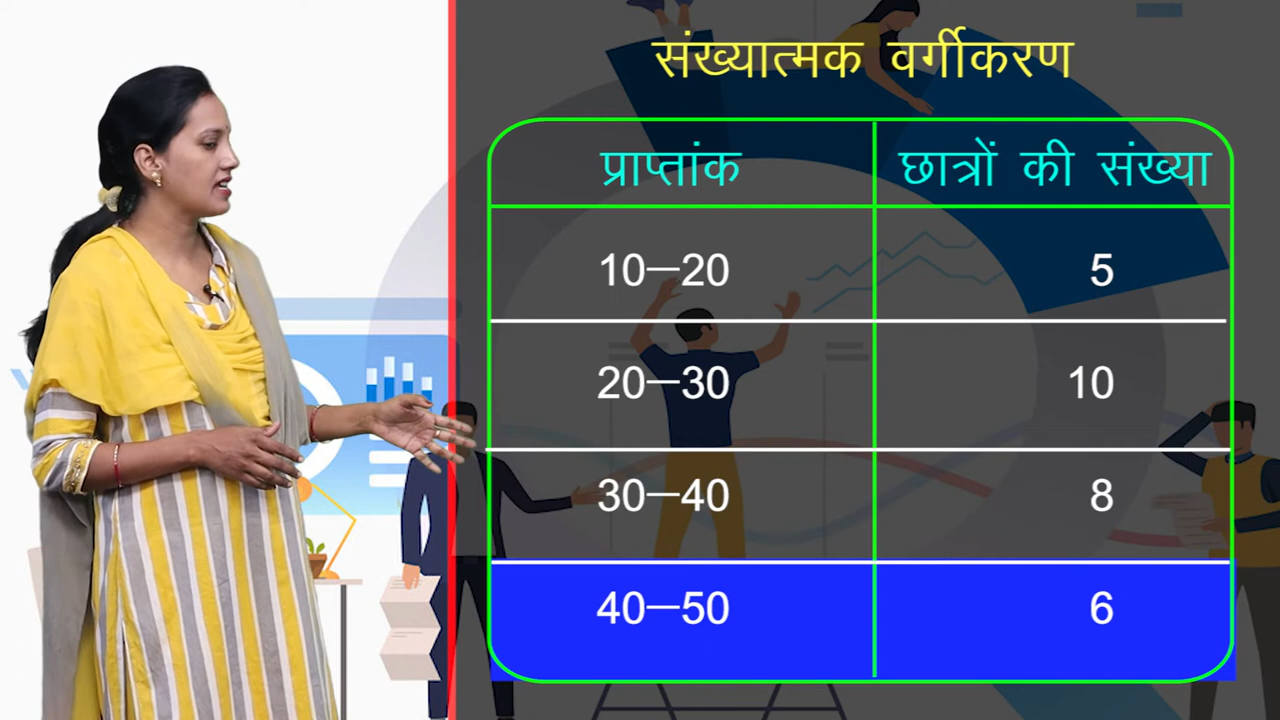 संख्यात्मक वर्गीकरण
प्राप्तांक छात्रों की संख्या
10–20 5
20–30 10
30–40 8
40–50 6